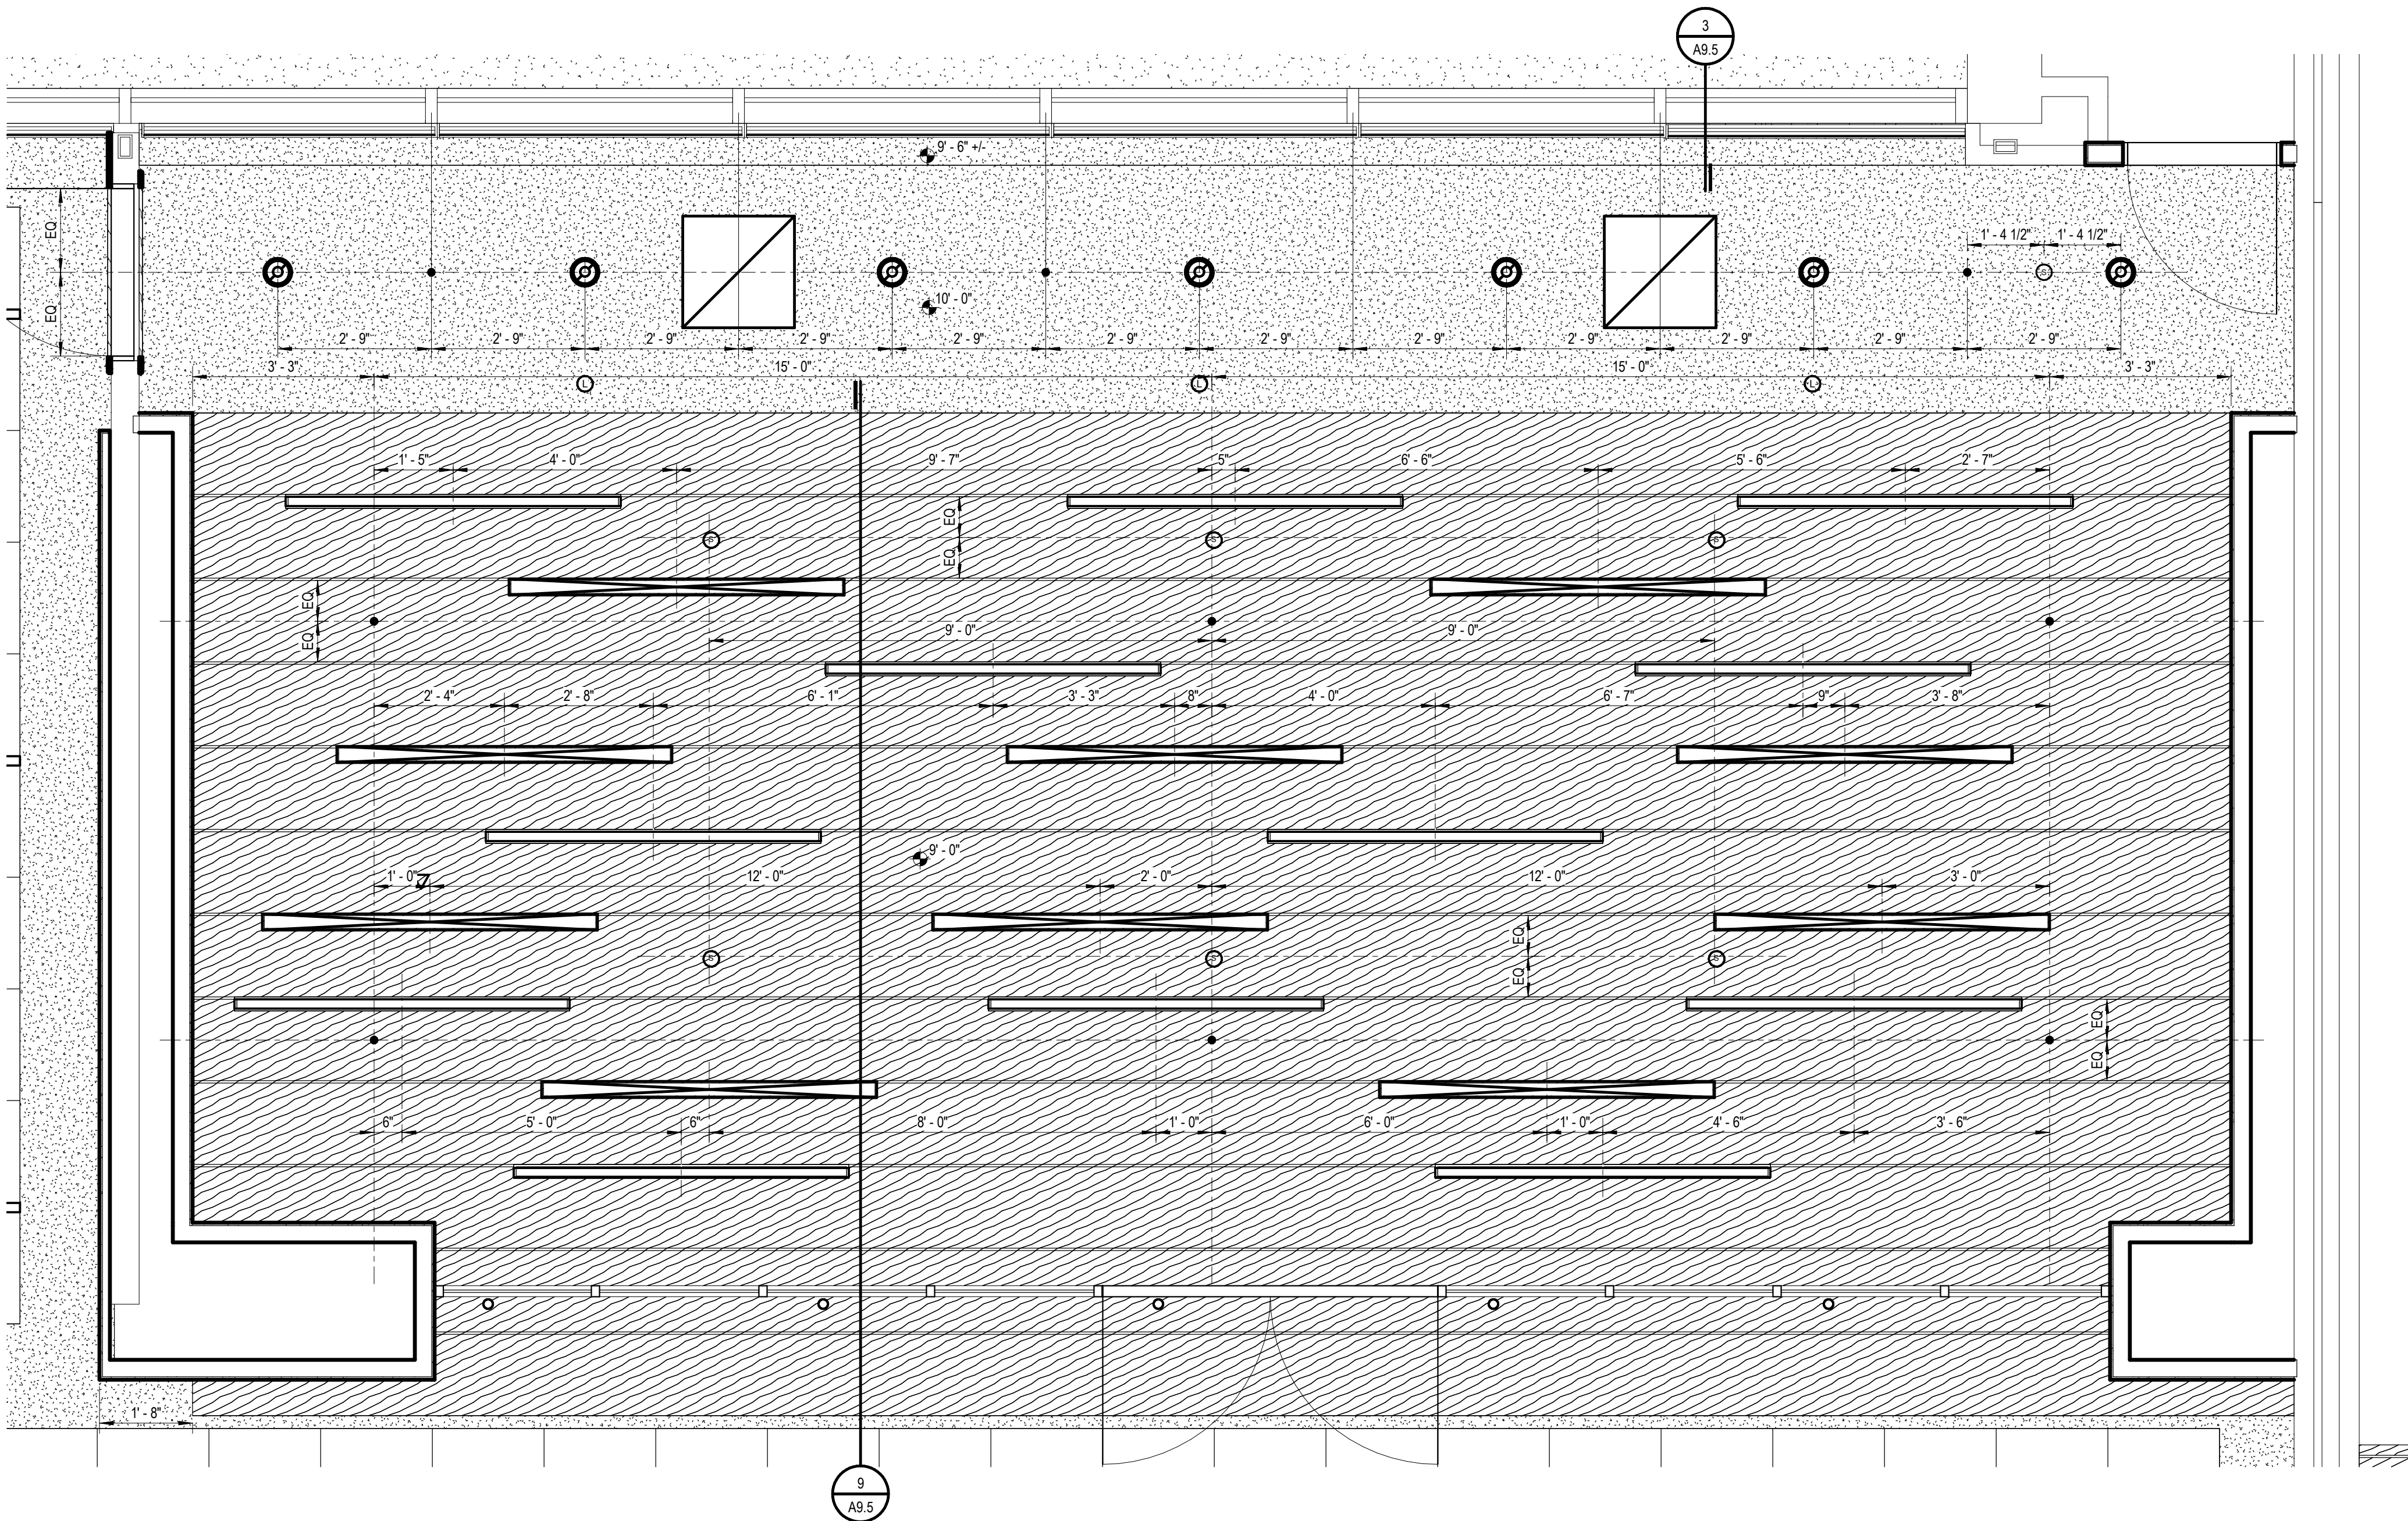 3
A9.5
9' - 6" +/-
EQ
EQ
1' - 4 1/2" 1' - 4 1/2"
S
10' - 0"
2' - 9" 2' - 9" 2' - 9" 2' - 9" 2' - 9" 2' - 9" 2' - 9" 2' - 9" 2' - 9" 2' - 9" 2' - 9" 2' - 9"
3' - 3" 15' - 0" 15' - 0" 3' - 3"
L L L
1' - 5" 4' - 0" 9' - 7" 5" 6' - 6" 5' - 6" 2' - 7"
EQ
EQ
S S S
EQ
EQ
9' - 0" 9' - 0"
2' - 4" 2' - 8" 6' - 1" 3' - 3" 8" 4' - 0" 6' - 7" 9" 3' - 8"
9' - 0"
1' - 0" 12' - 0" 2' - 0" 12' - 0" 3' - 0"
EQ
EQ
S S S
EQ
EQ
6" 5' - 0" 6" 8' - 0" 1' - 0" 6' - 0" 1' - 0" 4' - 6" 3' - 6"
1' - 8"
9
A9.5